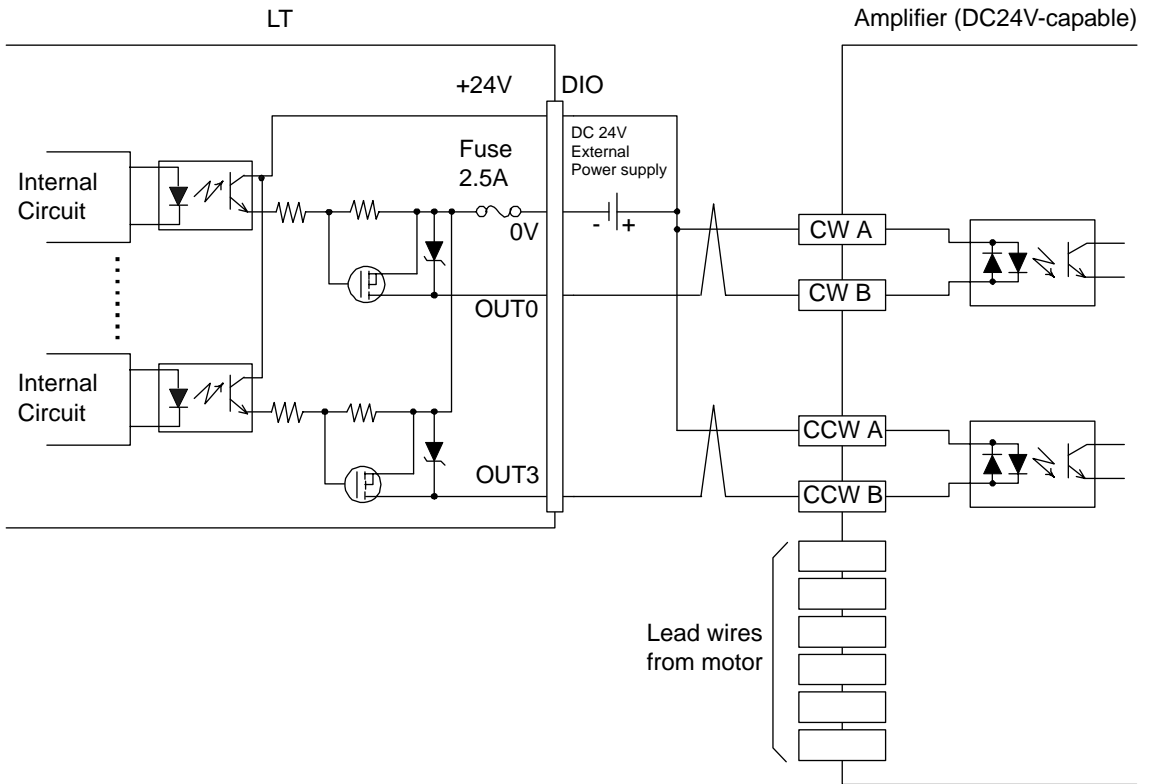 LT
Amplifier (DC24V-capable)
+24V
DIO
DC 24V
External
Power supply
Fuse
2.5A
Internal
Circuit
0V
- +
CW A
CW B
OUT0
Internal
Circuit
CCW A
OUT3
CCW B
Lead wires
from motor